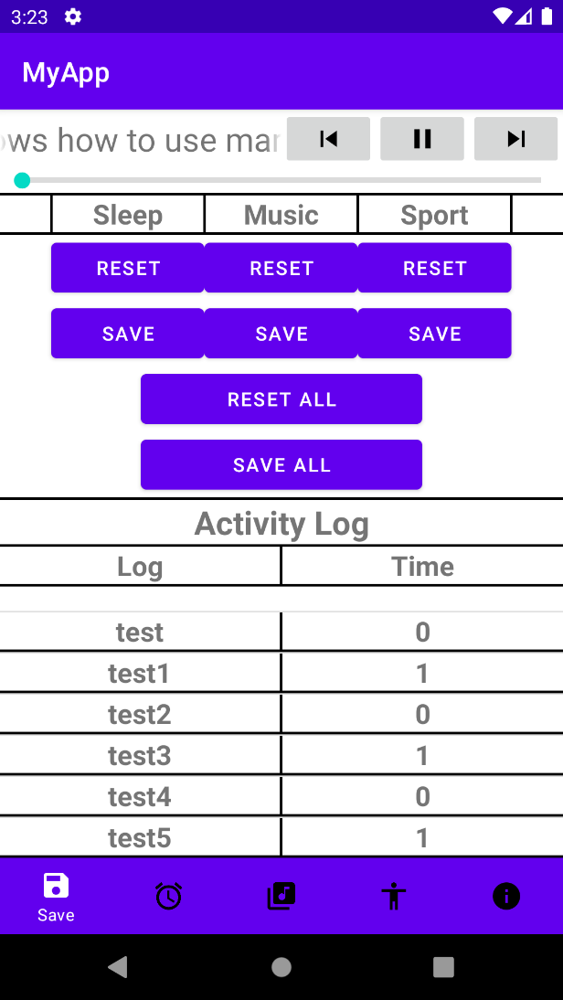 3:23
MyApp
ows how to use mar
Sleep Music Sport
RESET RESET RESET
SAVE SAVE SAVE
RESET ALL
SAVE ALL
Activity Log
Log Time
test 0
test1 1
test2 0
test3 1
test4 0
test5 1
Save